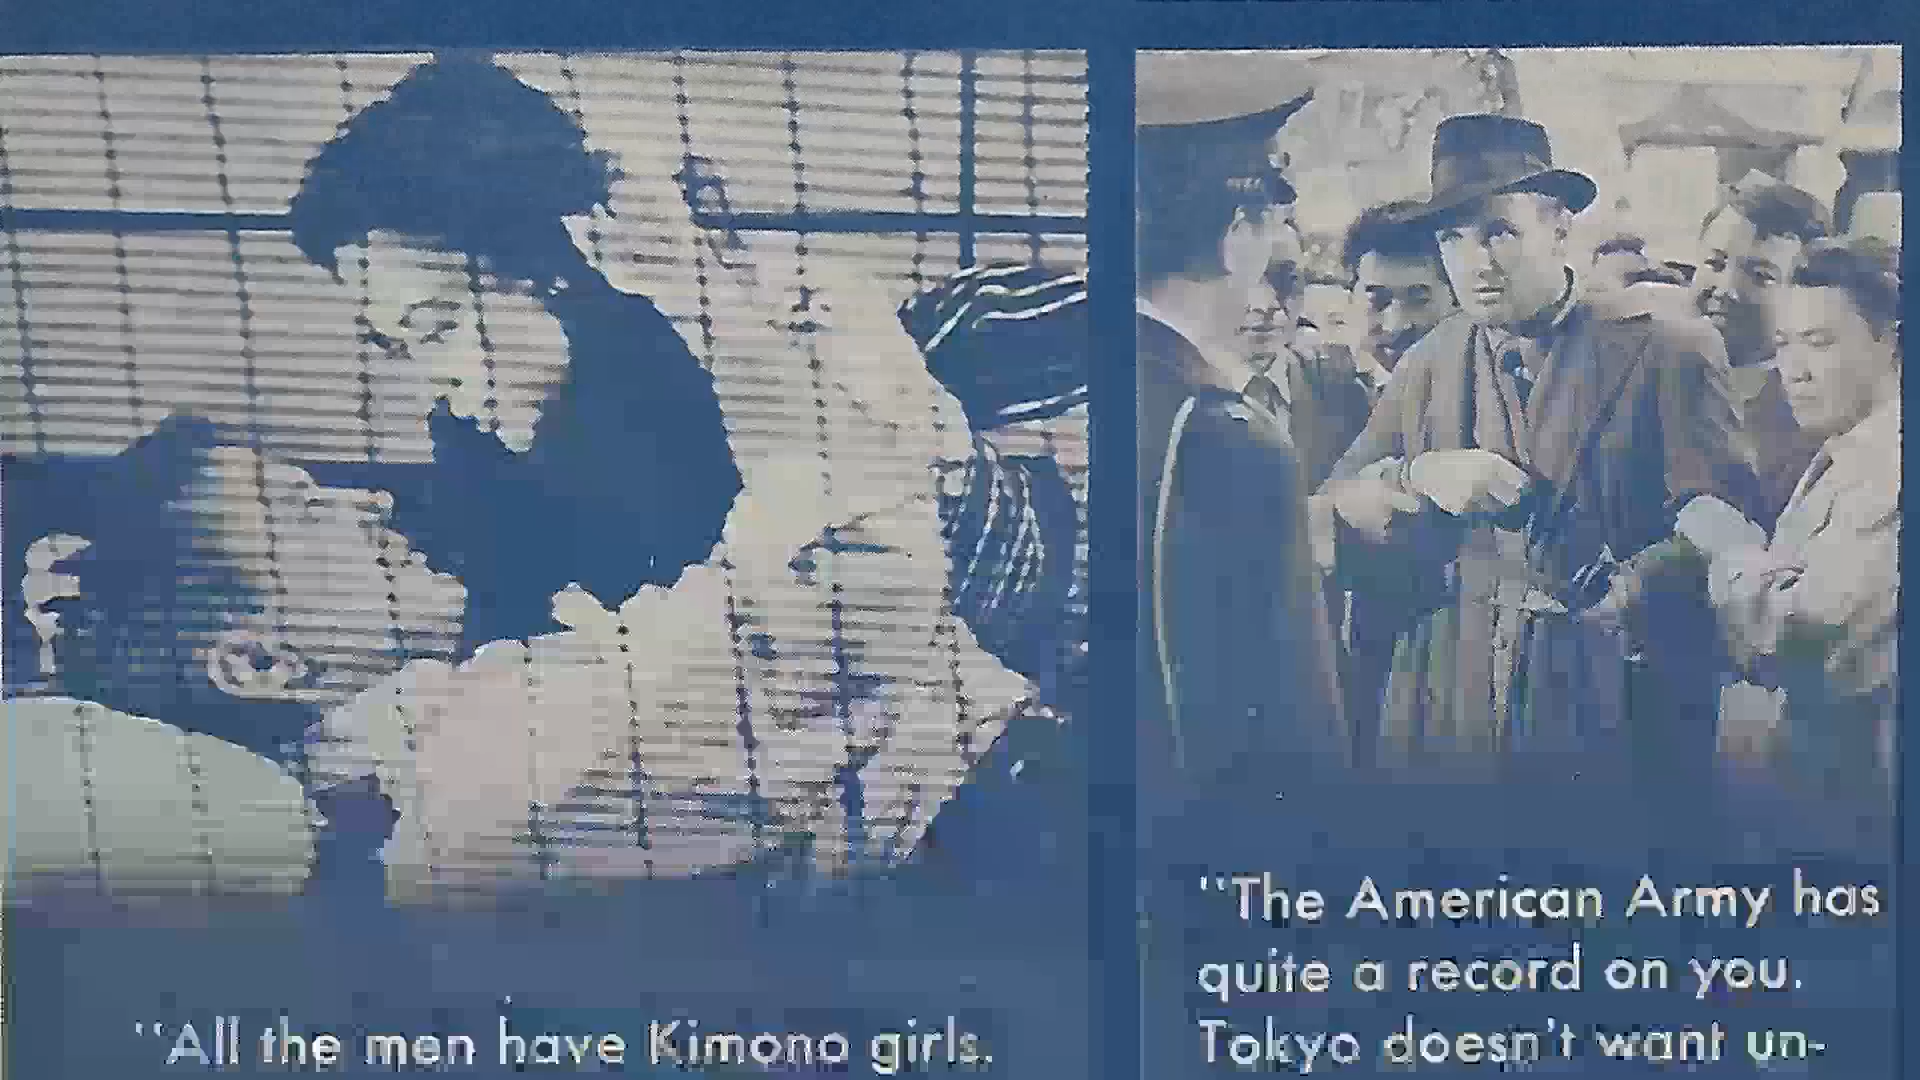 "All the men have Kimono girls.
"The American Army has
quite a record on you.
Tokyo doesn't want un-